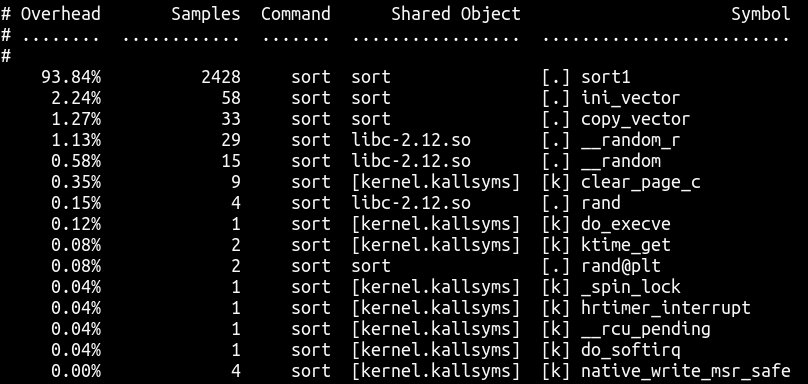 # Overhead       Samples  Command      Shared Object                     Symbol
# ........  ............  .......  .................  .........................
#
    93.84%          2428     sort  sort               [.] sort1
     2.24%            58     sort  sort               [.] ini_vector
     1.27%            33     sort  sort               [.] copy_vector
     1.13%            29     sort  libc-2.12.so       [.] __random_r
     0.58%            15     sort  libc-2.12.so       [.] __random
     0.35%             9     sort  [kernel.kallsyms]  [k] clear_page_c
     0.15%             4     sort  libc-2.12.so       [.] rand
     0.12%             1     sort  [kernel.kallsyms]  [k] do_execve
     0.08%             2     sort  [kernel.kallsyms]  [k] ktime_get
     0.08%             2     sort  sort               [.] rand@plt
     0.04%             1     sort  [kernel.kallsyms]  [k] _spin_lock
     0.04%             1     sort  [kernel.kallsyms]  [k] hrtimer_interrupt
     0.04%             1     sort  [kernel.kallsyms]  [k] __rcu_pending
     0.04%             1     sort  [kernel.kallsyms]  [k] do_softirq
     0.00%             4     sort  [kernel.kallsyms]  [k] native_write_msr_safe